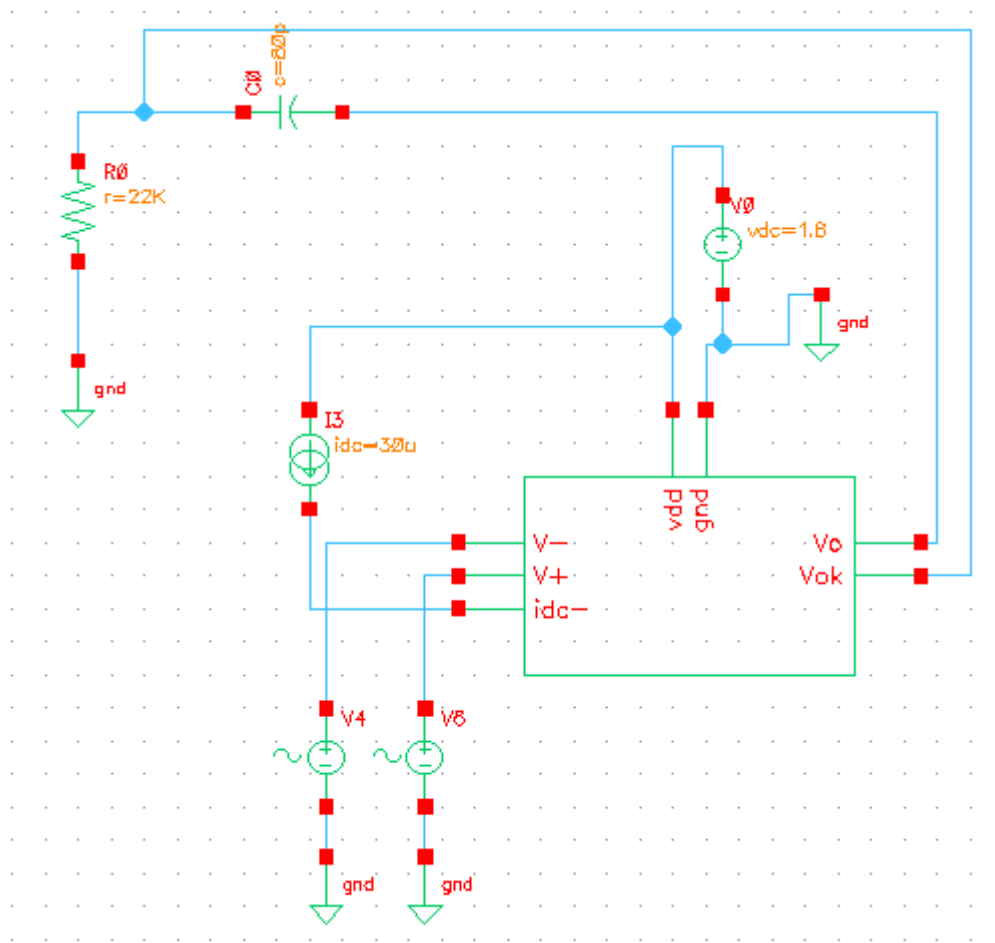 c=80p
C0
R0
r=22K
V0
vdc=1.8
gnd
gnd
I3
idc=30u
vdd
gnd
V-
Vo
V+
Vok
idc-
V4
V6
gnd
gnd